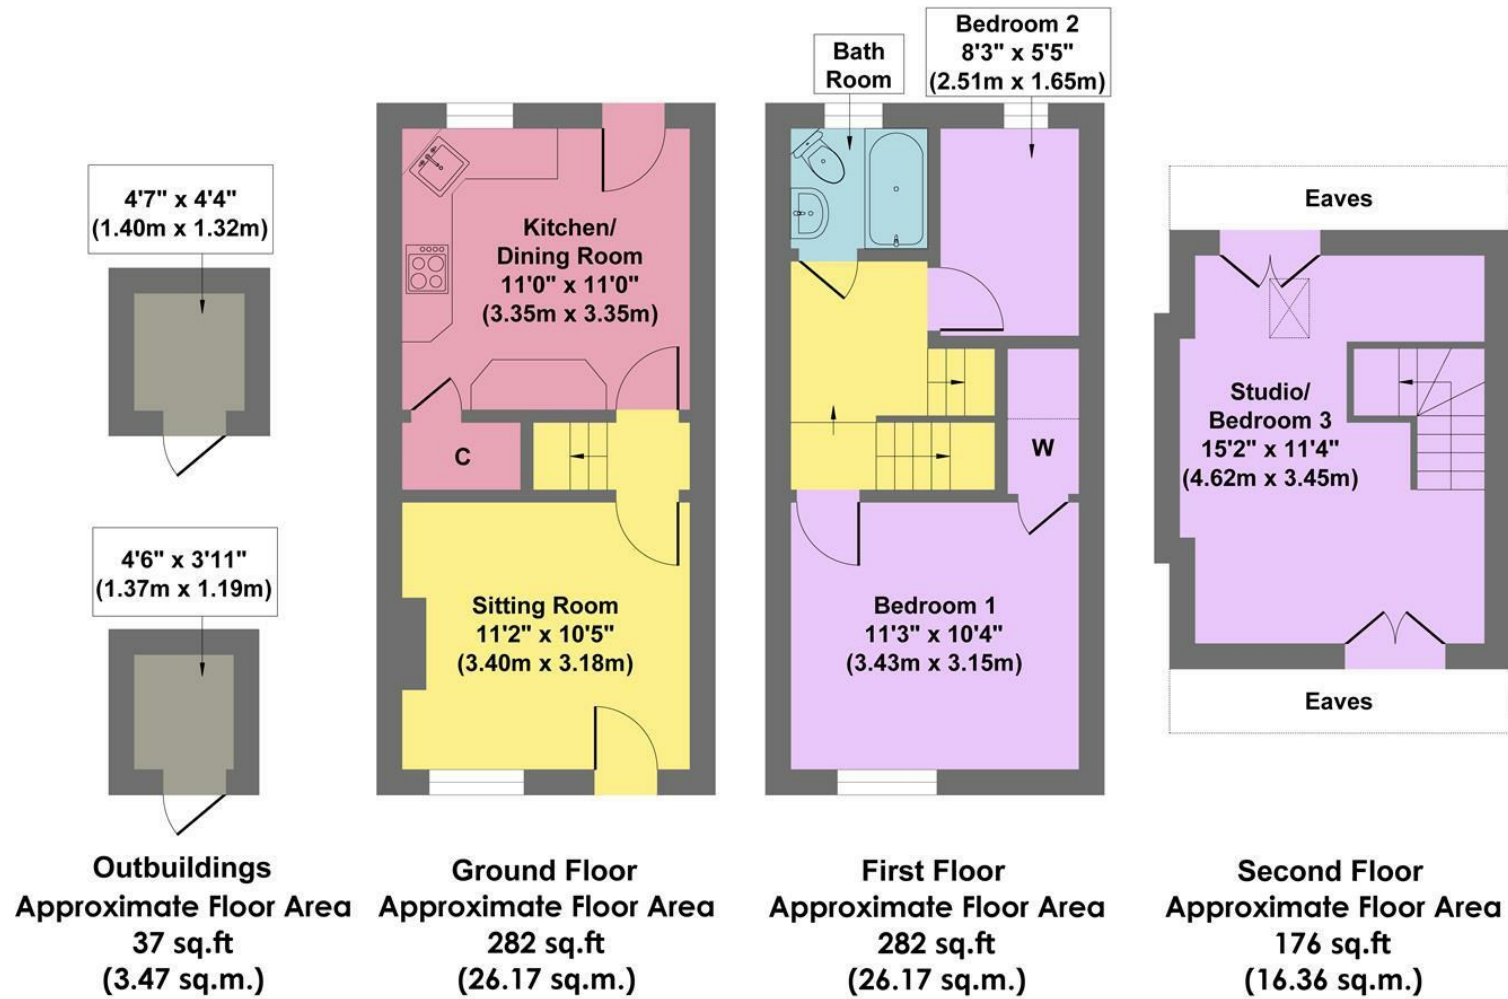 4'7" x 4'4"
(1.40m x 1.32m)
4'6" x 3'11"
(1.37m x 1.19m)
Outbuildings
Approximate Floor Area
37 sq.ft
(3.47 sq.m.)
Kitchen/
Dining Room
11'0" x 11'0"
(3.35m x 3.35m)
C
Sitting Room
11'2" x 10'5"
(3.40m x 3.18m)
Ground Floor
Approximate Floor Area
282 sq.ft
(26.17 sq.m.)
Bath
Room
Bedroom 2
8'3" x 5'5"
(2.51m x 1.65m)
W
Bedroom 1
11'3" x 10'4"
(3.43m x 3.15m)
First Floor
Approximate Floor Area
282 sq.ft
(26.17 sq.m.)
Eaves
Studio/
Bedroom 3
15'2" x 11'4"
(4.62m x 3.45m)
Eaves
Second Floor
Approximate Floor Area
176 sq.ft
(16.36 sq.m.)